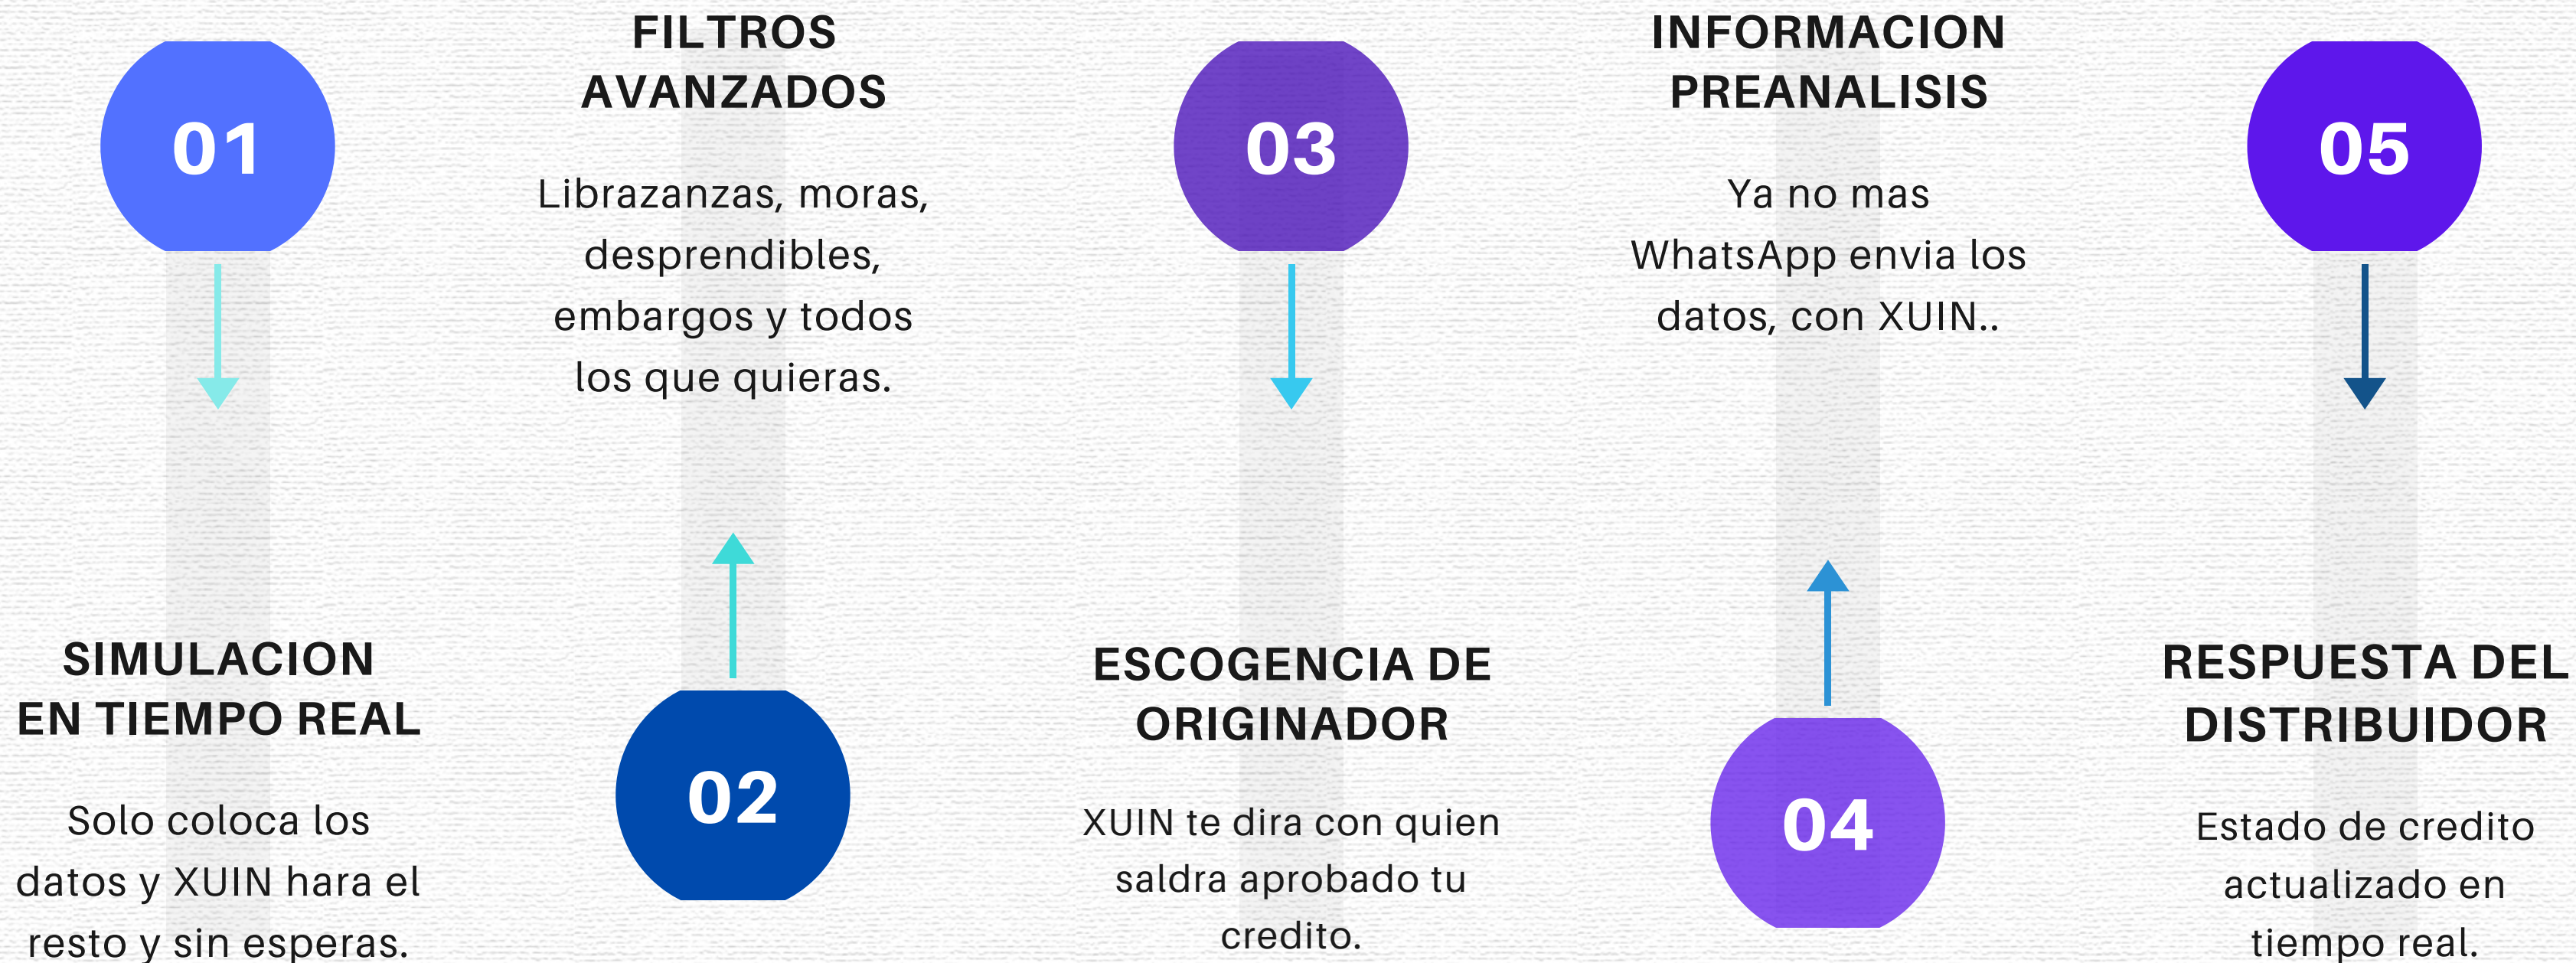 01
SIMULACION
EN TIEMPO REAL
Solo coloca los
datos y XUIN hara el
resto y sin esperas.
FILTROS
AVANZADOS
Librazanzas, moras,
desprendibles,
embargos y todos
los que quieras.
02
03
ESCOGENCIA DE
ORIGINADOR
XUIN te dira con quien
saldra aprobado tu
credito.
INFORMACION
PREANALISIS
Ya no mas
WhatsApp envia los
datos, con XUIN..
04
05
RESPUESTA DEL
DISTRIBUIDOR
Estado de credito
actualizado en
tiempo real.